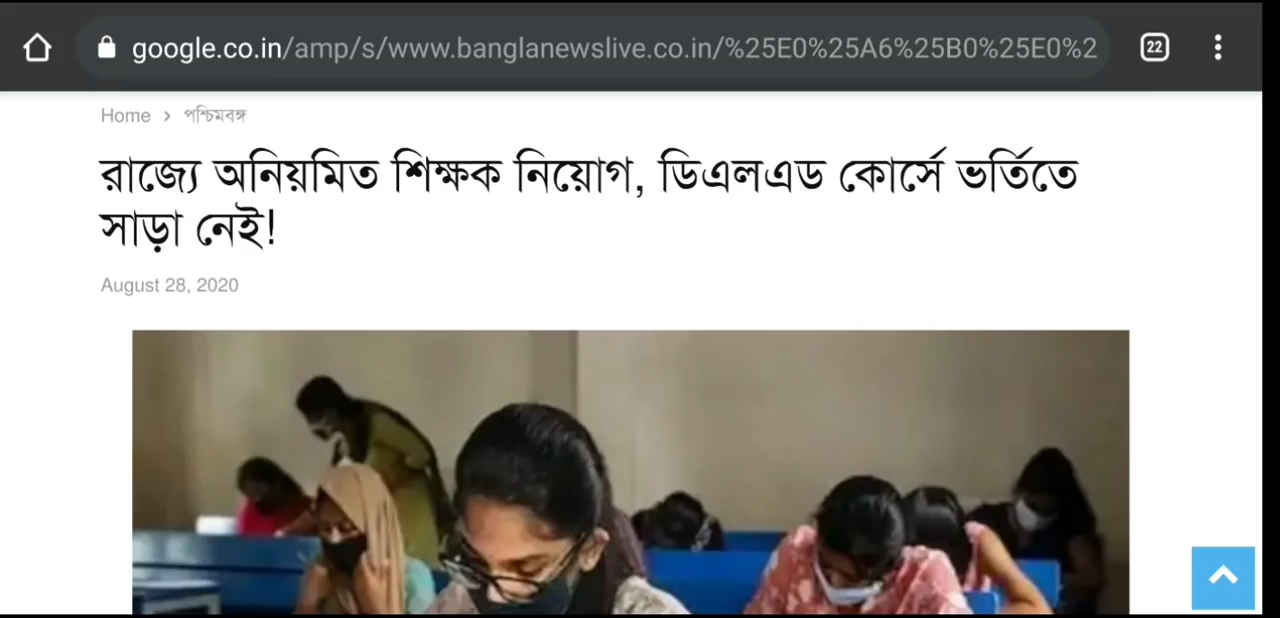 google.co.in/amp/s/www.banglanewslive.co.in/%25E0%25A6%25B0%25E0%2
22
Home > পশ্চিমবঙ্গ
রাজ্যে অনিয়মিত শিক্ষক নিয়োগ, ডিএলএড কোর্সে ভর্তিতে
সাড়া নেই!
August 28, 2020